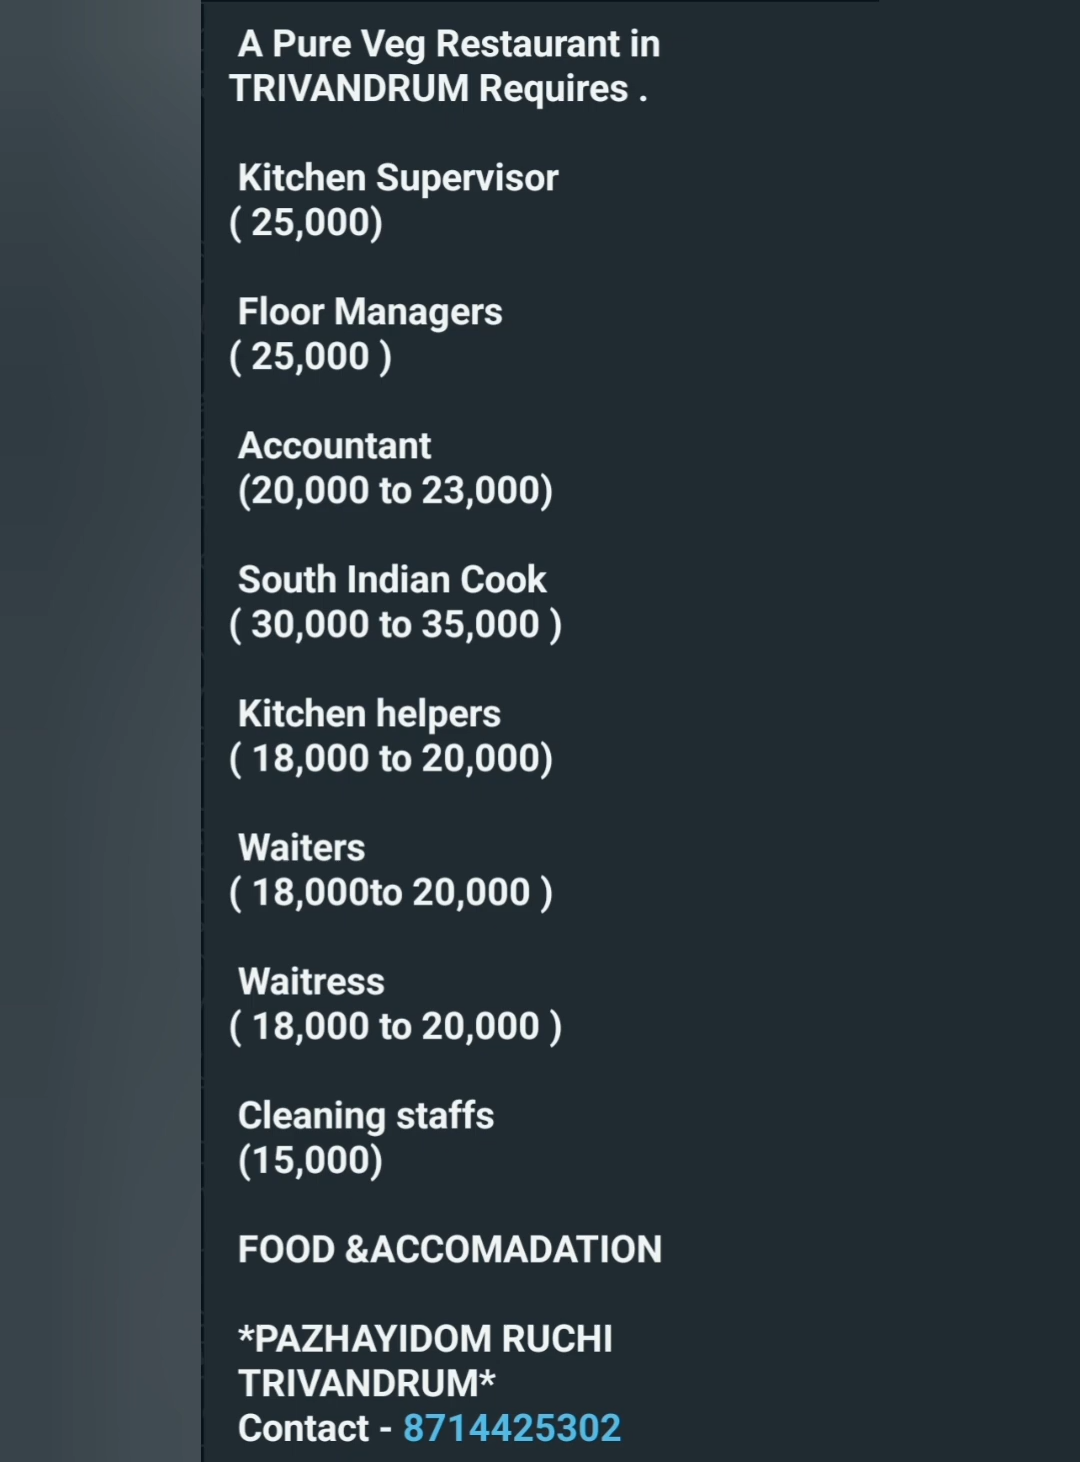 A Pure Veg Restaurant in
TRIVANDRUM Requires .
Kitchen Supervisor
( 25,000)
Floor Managers
( 25,000 )
Accountant
(20,000 to 23,000)
South Indian Cook
( 30,000 to 35,000 )
Kitchen helpers
( 18,000 to 20,000)
Waiters
( 18,000to 20,000 )
Waitress
( 18,000 to 20,000 )
Cleaning staffs
(15,000)
FOOD &ACCOMADATION
*PAZHAYIDOM RUCHI
TRIVANDRUM*
Contact - 8714425302